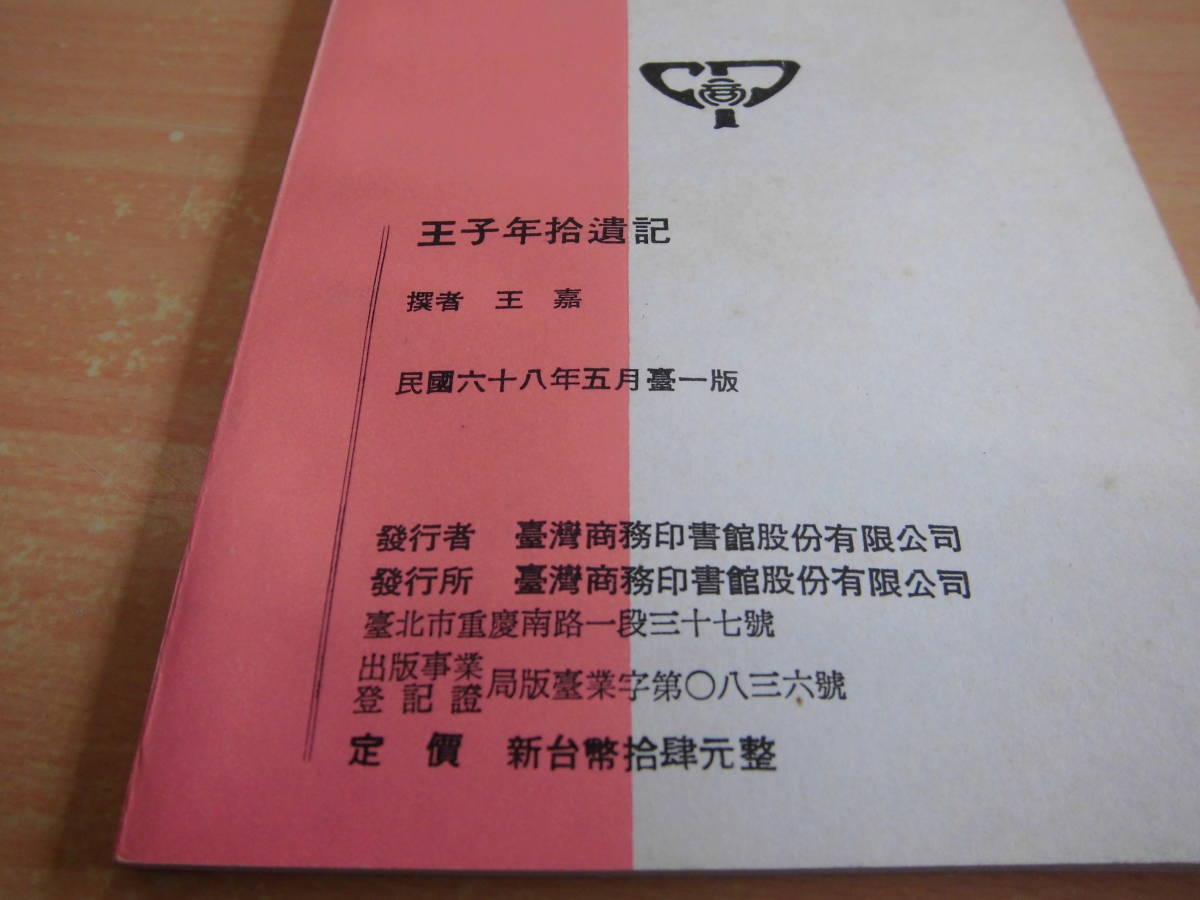 商
王子年拾遺記
撰者 王嘉
民國六十八年五月臺一版
發行者 臺灣商務印書館股份有限公司
發行所 臺灣商務印書館股份有限公司
臺北市重慶南路一段三十七號
出版事業
登記證 局版臺業字第〇八三六號
定價 新台幣拾肆元整